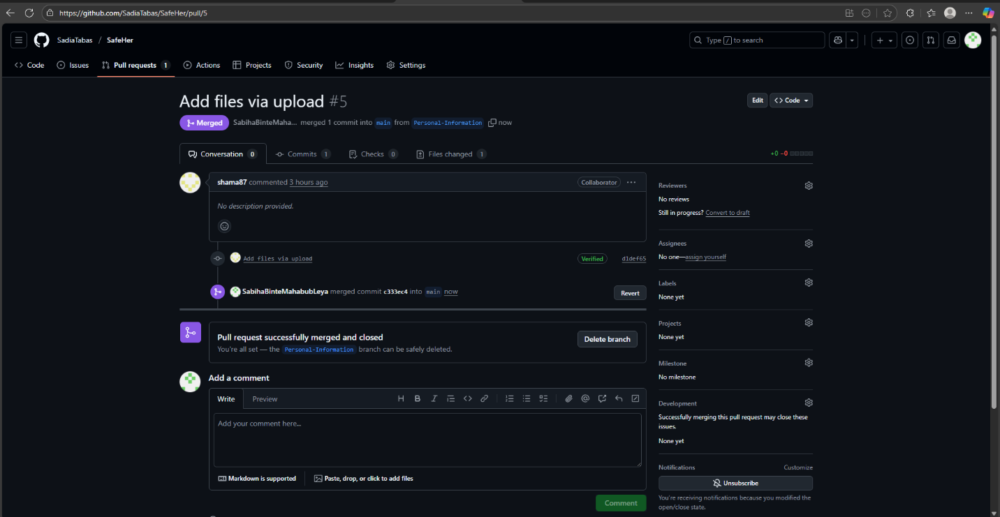 https://github.com/SadiaTabas/SafeHer/pull/5
SadiaTabas / SafeHer
Type / to search
Code Issues Pull requests 1 Actions Projects Security Insights Settings
Add files via upload #5
Edit <> Code
Merged SabihaBinteMaha... merged 1 commit into main from Personal-Information now
Conversation 0 Commits 1 Checks 0 Files changed 1
+0 −0
shama87 commented 3 hours ago
Collaborator
No description provided.
Add files via upload
Verified d1def65
SabihaBinteMahabubLeya merged commit c333ec4 into main now
Revert
Pull request successfully merged and closed
You're all set — the Personal-Information branch can be safely deleted.
Delete branch
Add a comment
Write Preview
Add your comment here...
Markdown is supported Paste, drop, or click to add files
Comment
Reviewers
No reviews
Still in progress? Convert to draft
Assignees
No one—assign yourself
Labels
None yet
Projects
None yet
Milestone
No milestone
Development
Successfully merging this pull request may close these
issues.
None yet
Notifications Customize
Unsubscribe
You're receiving notifications because you modified the
open/close state.